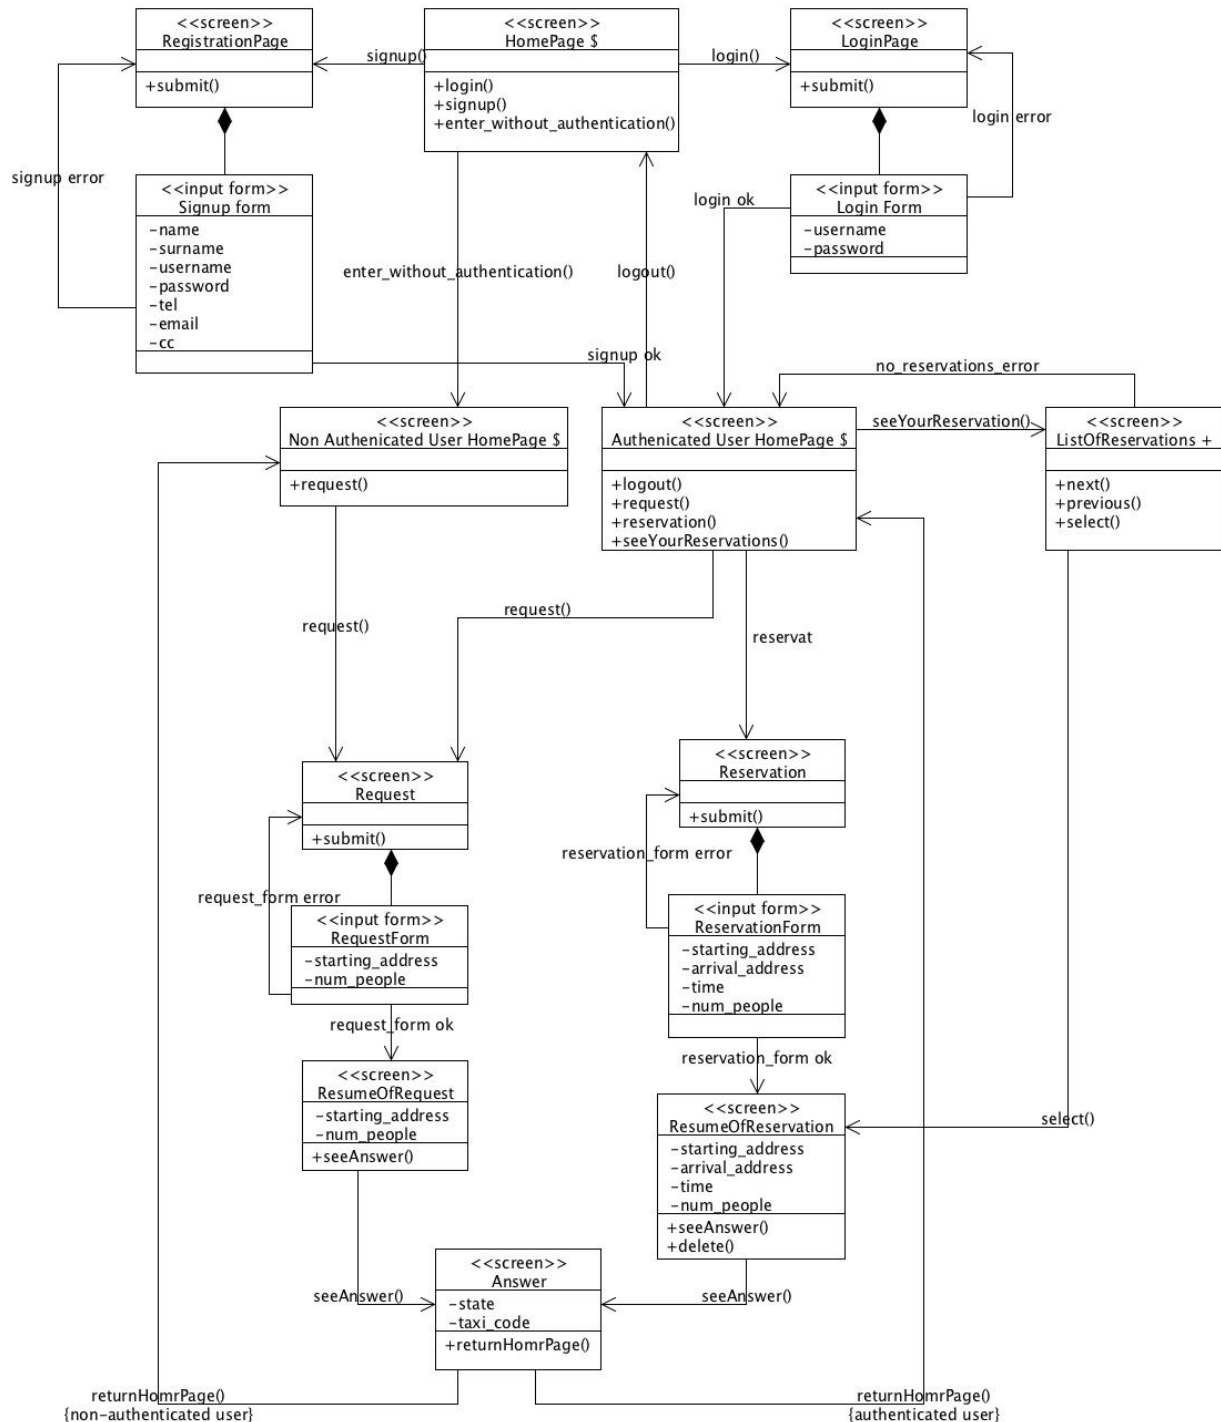 <<screen>>
RegistrationPage
+submit()
signup()
<<screen>>
HomePage $
+login()
+signup()
+enter_without_authentication()
login()
<<screen>>
LoginPage
+submit()
login error
signup error
<<input form>>
Signup form
-name
-surname
-username
-password
-tel
-email
-cc
login ok
<<input form>>
Login Form
-username
-password
enter_without_authentication()
logout()
signup ok
no_reservations_error
<<screen>>
Non Authenicated User HomePage $
+request()
<<screen>>
Authenicated User HomePage $
+logout()
+request()
+reservation()
+seeYourReservations()
seeYourReservation()
<<screen>>
ListOfReservations +
+next()
+previous()
+select()
request()
request()
reservat
<<screen>>
Request
+submit()
<<screen>>
Reservation
+submit()
request_form error
reservation_form error
<<input form>>
RequestForm
-starting_address
-num_people
<<input form>>
ReservationForm
-starting_address
-arrival_address
-time
-num_people
request_form ok
reservation_form ok
<<screen>>
ResumeOfRequest
-starting_address
-num_people
+seeAnswer()
<<screen>>
ResumeOfReservation
-starting_address
-arrival_address
-time
-num_people
+seeAnswer()
+delete()
select()
seeAnswer()
<<screen>>
Answer
-state
-taxi_code
+returnHomrPage()
seeAnswer()
returnHomrPage()
{non-authenticated user}
returnHomrPage()
{authenticated user}